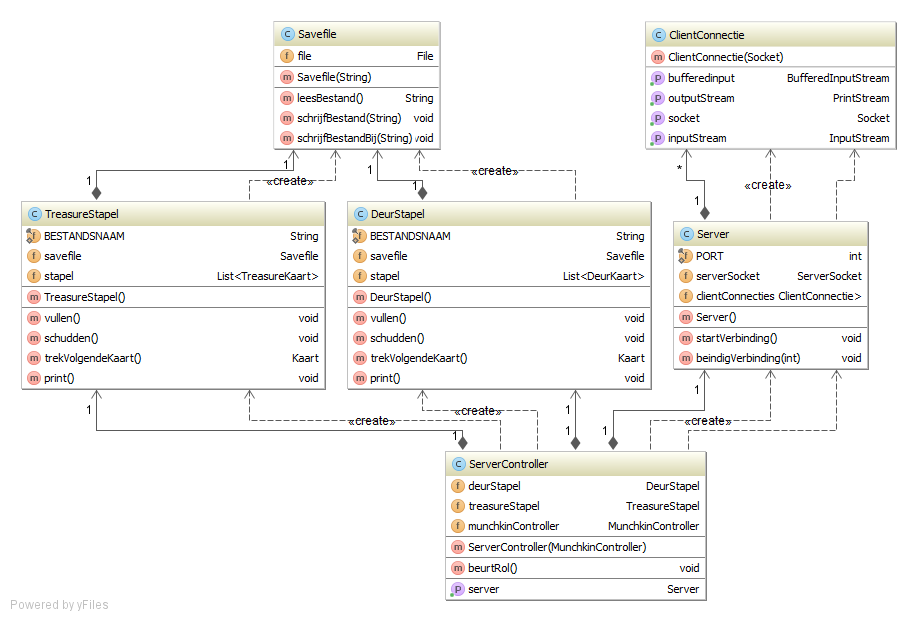 C Savefile
f file File
m Savefile(String)
m leesBestand() String
m schrijfBestand(String) void
m schrijfBestandBij(String) void
C ClientConnectie
m ClientConnectie(Socket)
p bufferedinput BufferedInputStream
p outputStream PrintStream
p socket Socket
p inputStream InputStream
1
«create»
1
1
«create»
1
*
«create»
1
C TreasureStapel
f BESTANDSNAAM String
f savefile Savefile
f stapel List<TreasureKaart>
m TreasureStapel()
m vullen() void
m schudden() void
m trekVolgendeKaart() Kaart
m print() void
C DeurStapel
f BESTANDSNAAM String
f savefile Savefile
f stapel List<DeurKaart>
m DeurStapel()
m vullen() void
m schudden() void
m trekVolgendeKaart() Kaart
m print() void
C Server
f PORT int
f serverSocket ServerSocket
f clientConnecties ClientConnectie>
m Server()
m startVerbinding() void
m beindigVerbinding(int) void
1
«create»
1
«create»
1
1
1
«create»
1
C ServerController
f deurStapel DeurStapel
f treasureStapel TreasureStapel
f munchkinController MunchkinController
m ServerController(MunchkinController)
m beurtRol() void
p server Server
Powered by yFiles